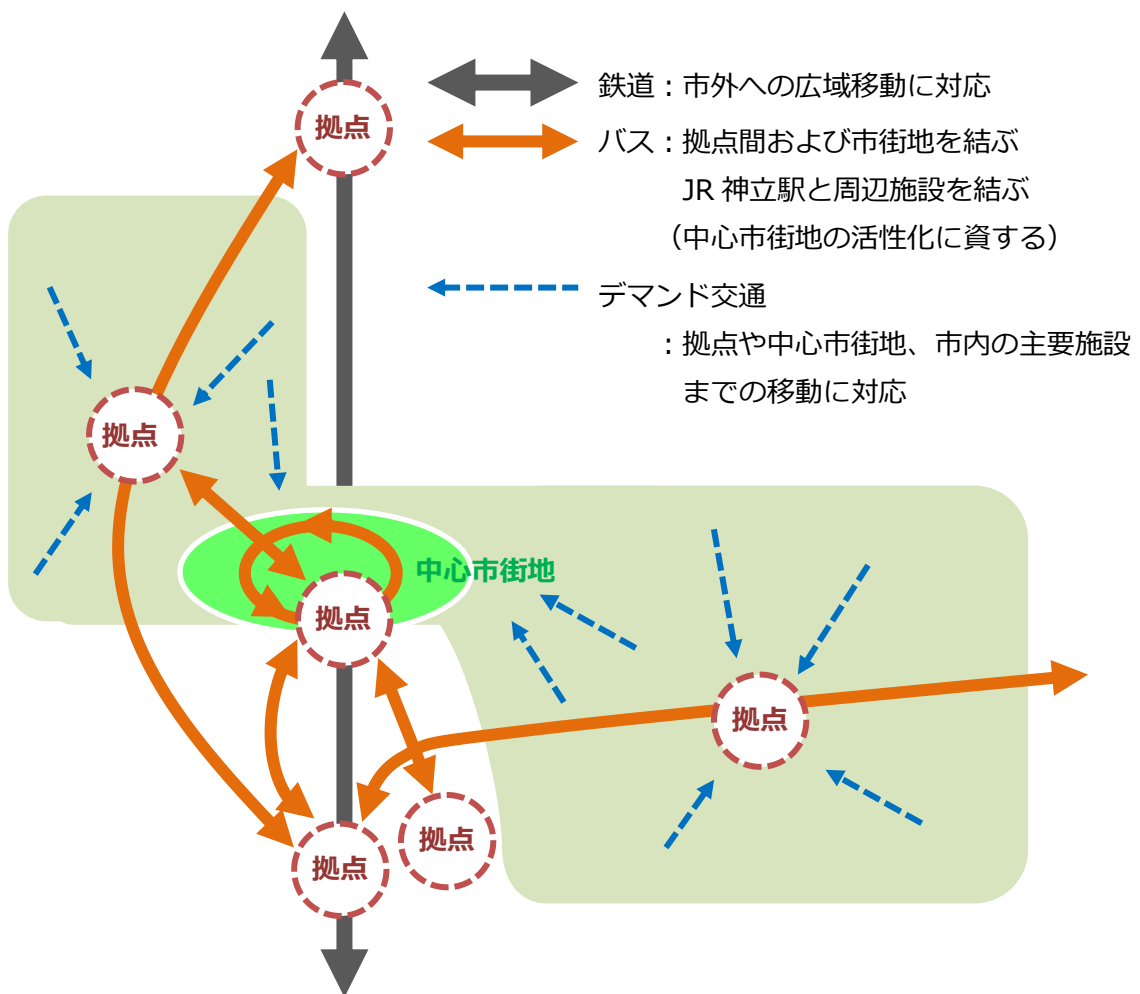 拠点
鉄道：市外への広域移動に対応
バス：拠点間および市街地を結ぶ
JR 神立駅と周辺施設を結ぶ
（中心市街地の活性化に資する）
デマンド交通
：拠点や中心市街地、市内の主要施設
までの移動に対応
拠点
中心市街地
拠点
拠点
拠点
拠点